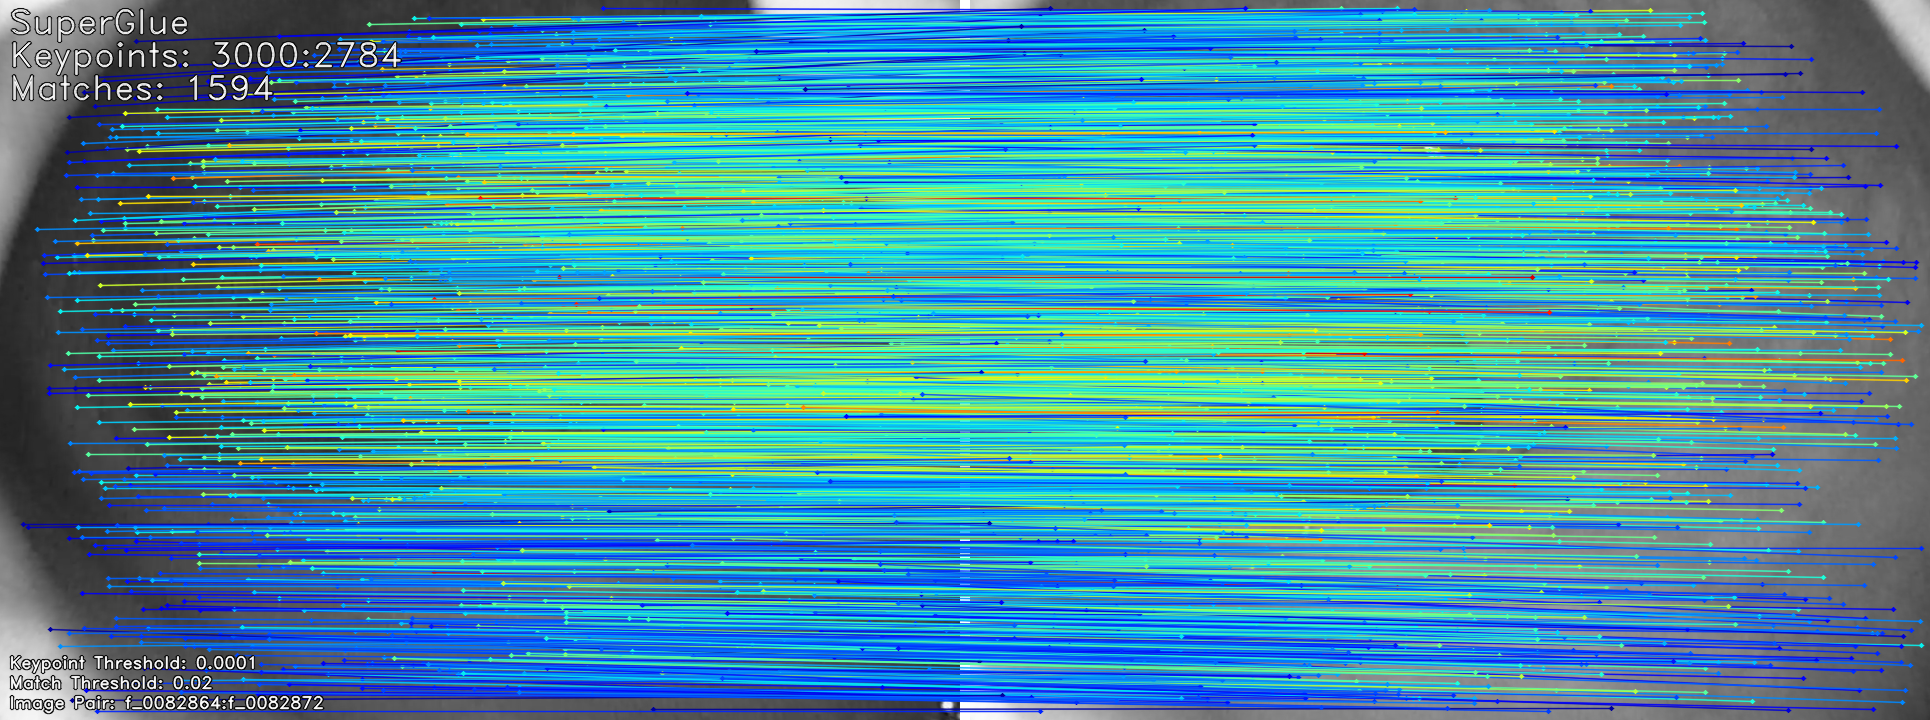 SuperGlue
Keypoints: 3000:2784
Matches: 1594
Keypoint Threshold: 0.0001
Match Threshold: 0.02
Image Pair: f_0082864:f_0082872